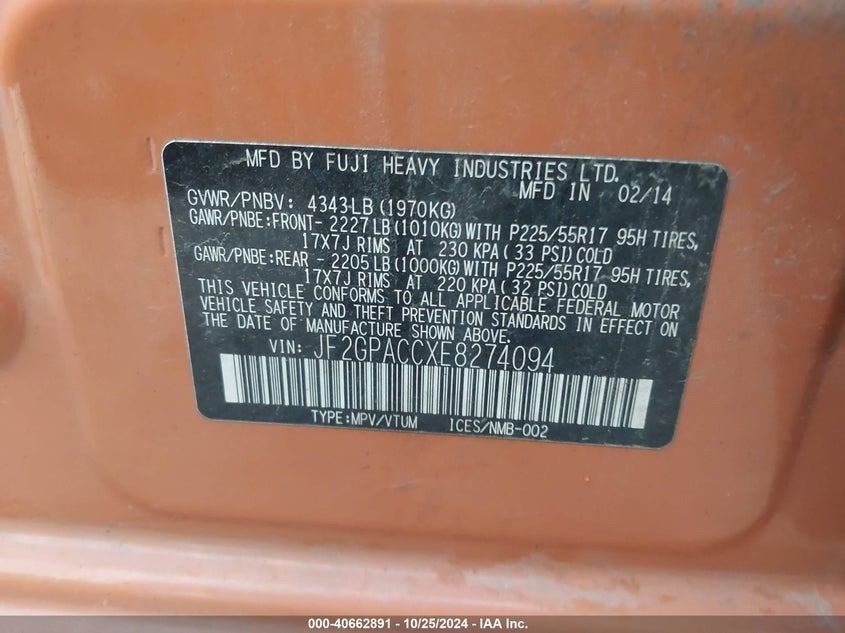 MFD BY FUJI HEAVY INDUSTRIES LTD.
MFD IN 02/14
GVWR/PNBV: 4343LB(1970KG)
GAWR/PNBE:FRONT- 2227LB(1010KG)WITH P225/55R17 95H TIRES,
17X7J RIMS AT 230 KPA(33 PSI)COLD
GAWR/PNBE:REAR - 2205LB(1000KG)WITH P225/55R17 95H TIRES,
17X7J RIMS AT 220 KPA(32 PSI)COLD
THIS VEHICLE CONFORMS TO ALL APPLICABLE FEDERAL MOTOR
VEHICLE SAFETY AND THEFT PREVENTION STANDARDS IN EFFECT ON
THE DATE OF MANUFACTURE SHOWN ABOVE.
VIN: JF2GPACCXE8274094
TYPE:MPV/VTUM ICES/NMB-002
000-40662891 - 10/25/2024 - IAA Inc.